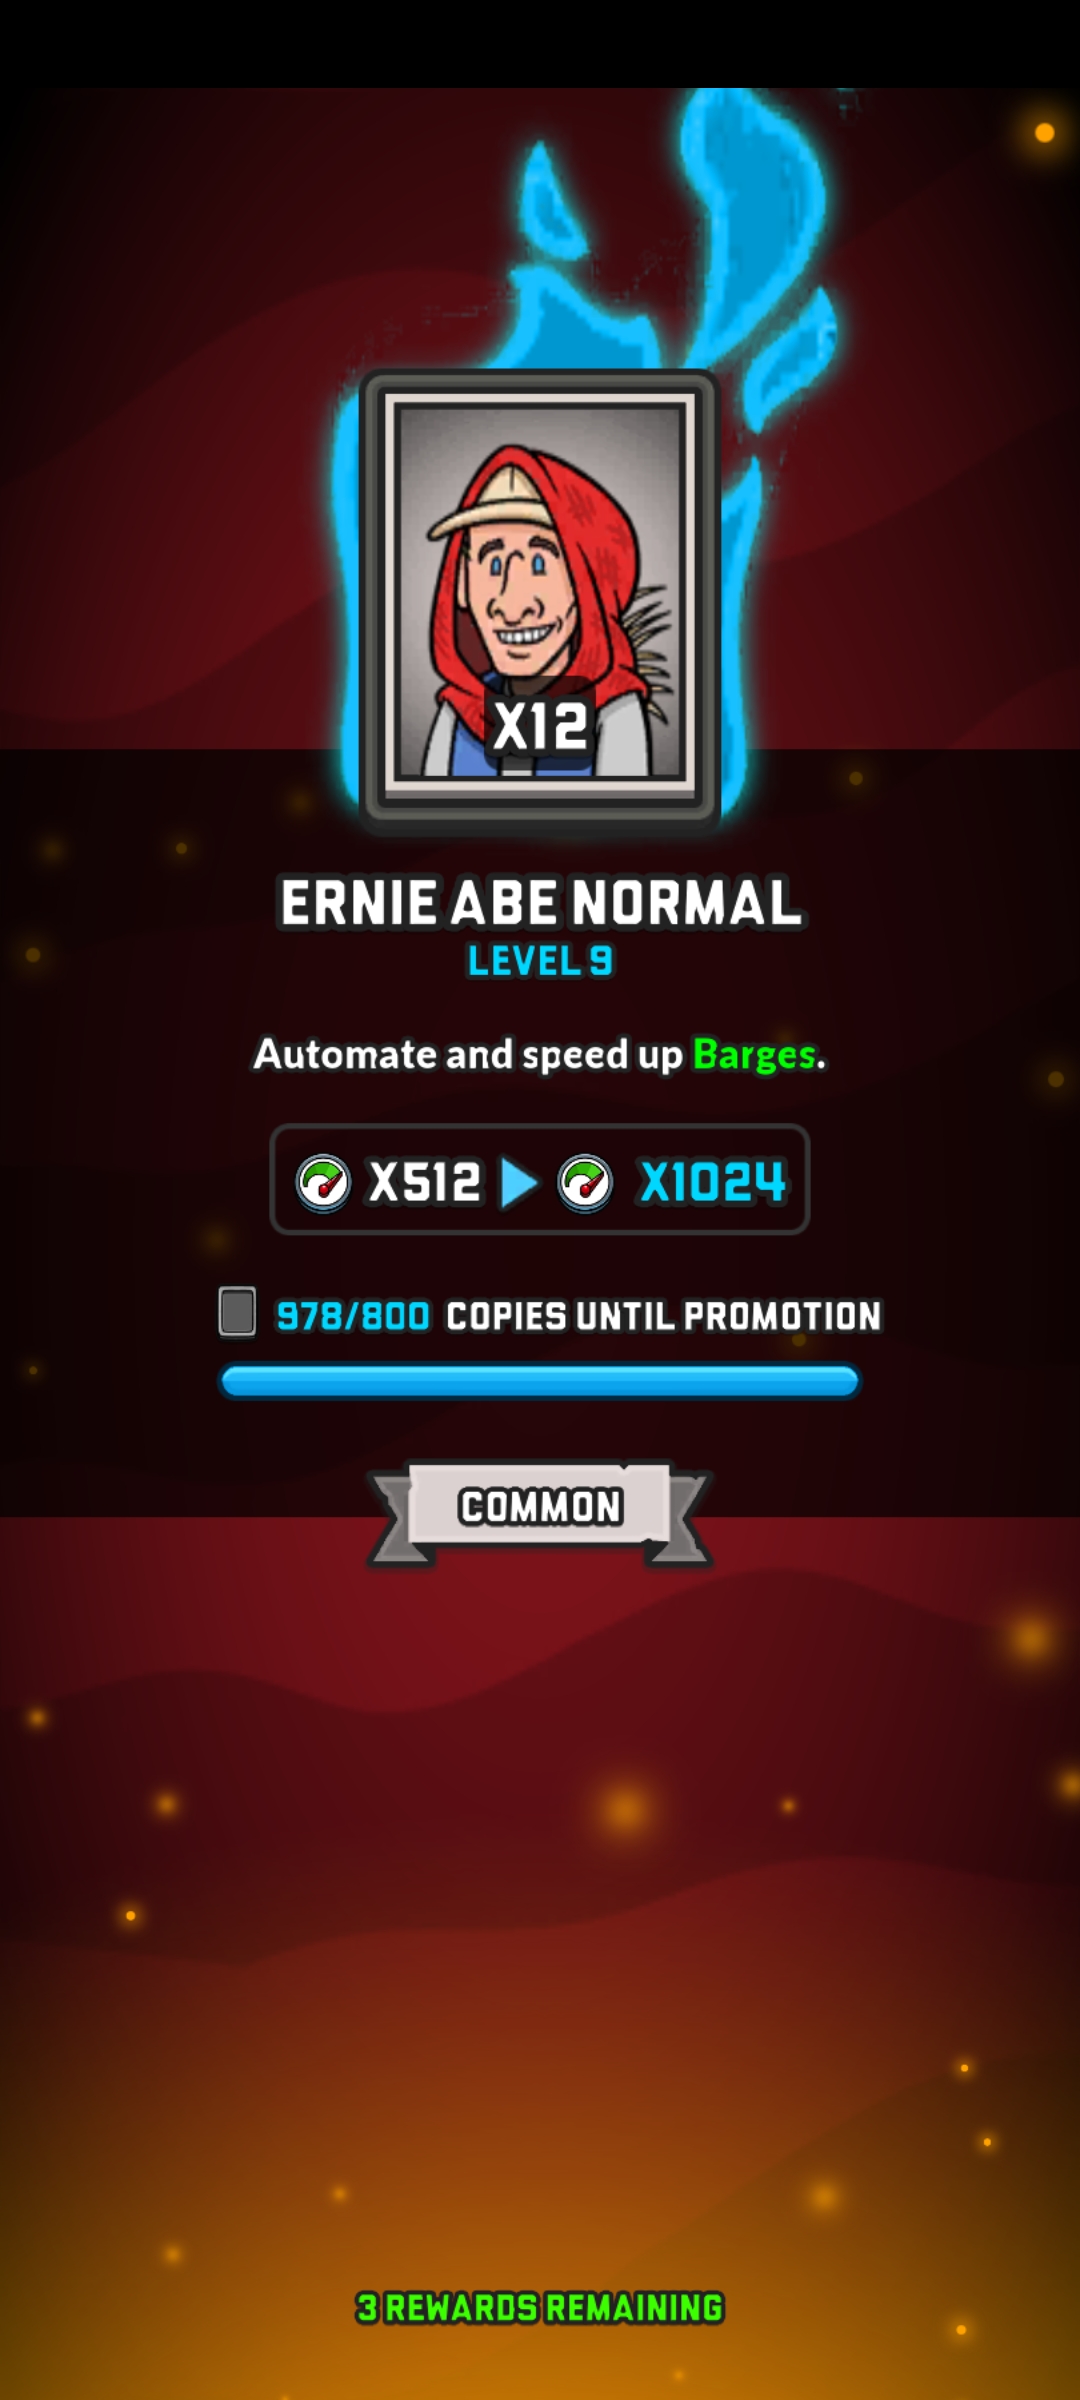 X12
ERNIE ABE NORMAL
LEVEL 9
Automate and speed up Barges.
X512 X1024
978/800 COPIES UNTIL PROMOTION
COMMON
3 REWARDS REMAINING